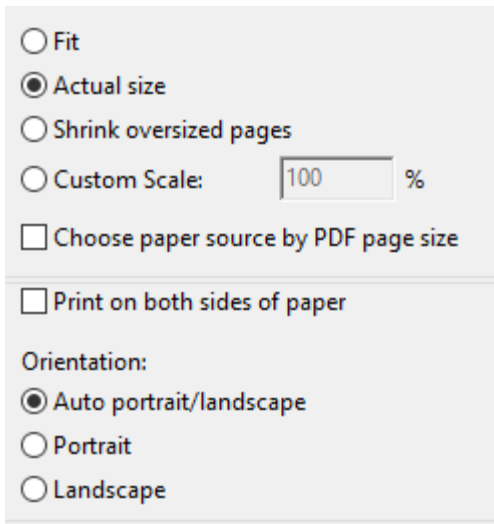 Fit
Actual size
Shrink oversized pages
Custom Scale: 100 %
Choose paper source by PDF page size
Print on both sides of paper
Orientation:
Auto portrait/landscape
Portrait
Landscape